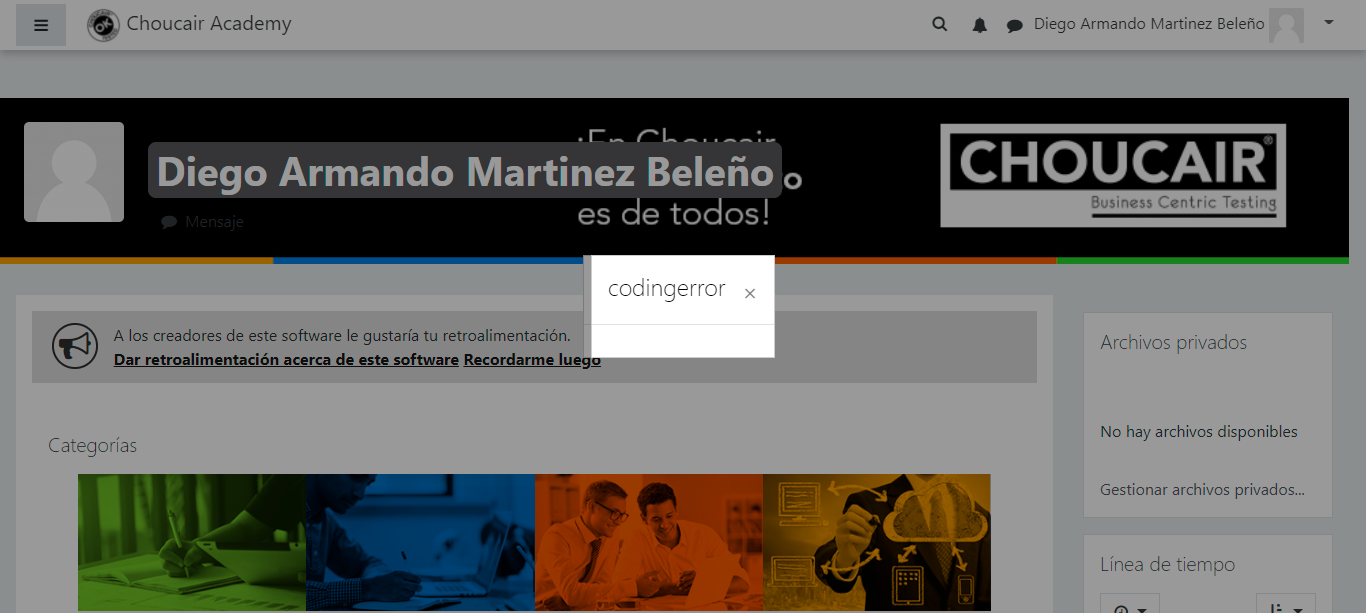 Choucair Academy
Diego Armando Martinez Beleño
¡En Choucair
Diego Armando Martinez Beleño
Mensaje
es de todos!
CHOUCAIR®
Business Centric Testing
codingerror ×
A los creadores de este software le gustaría tu retroalimentación.
Dar retroalimentación acerca de este software Recordarme luego
Categorías
Archivos privados
No hay archivos disponibles
Gestionar archivos privados...
Línea de tiempo